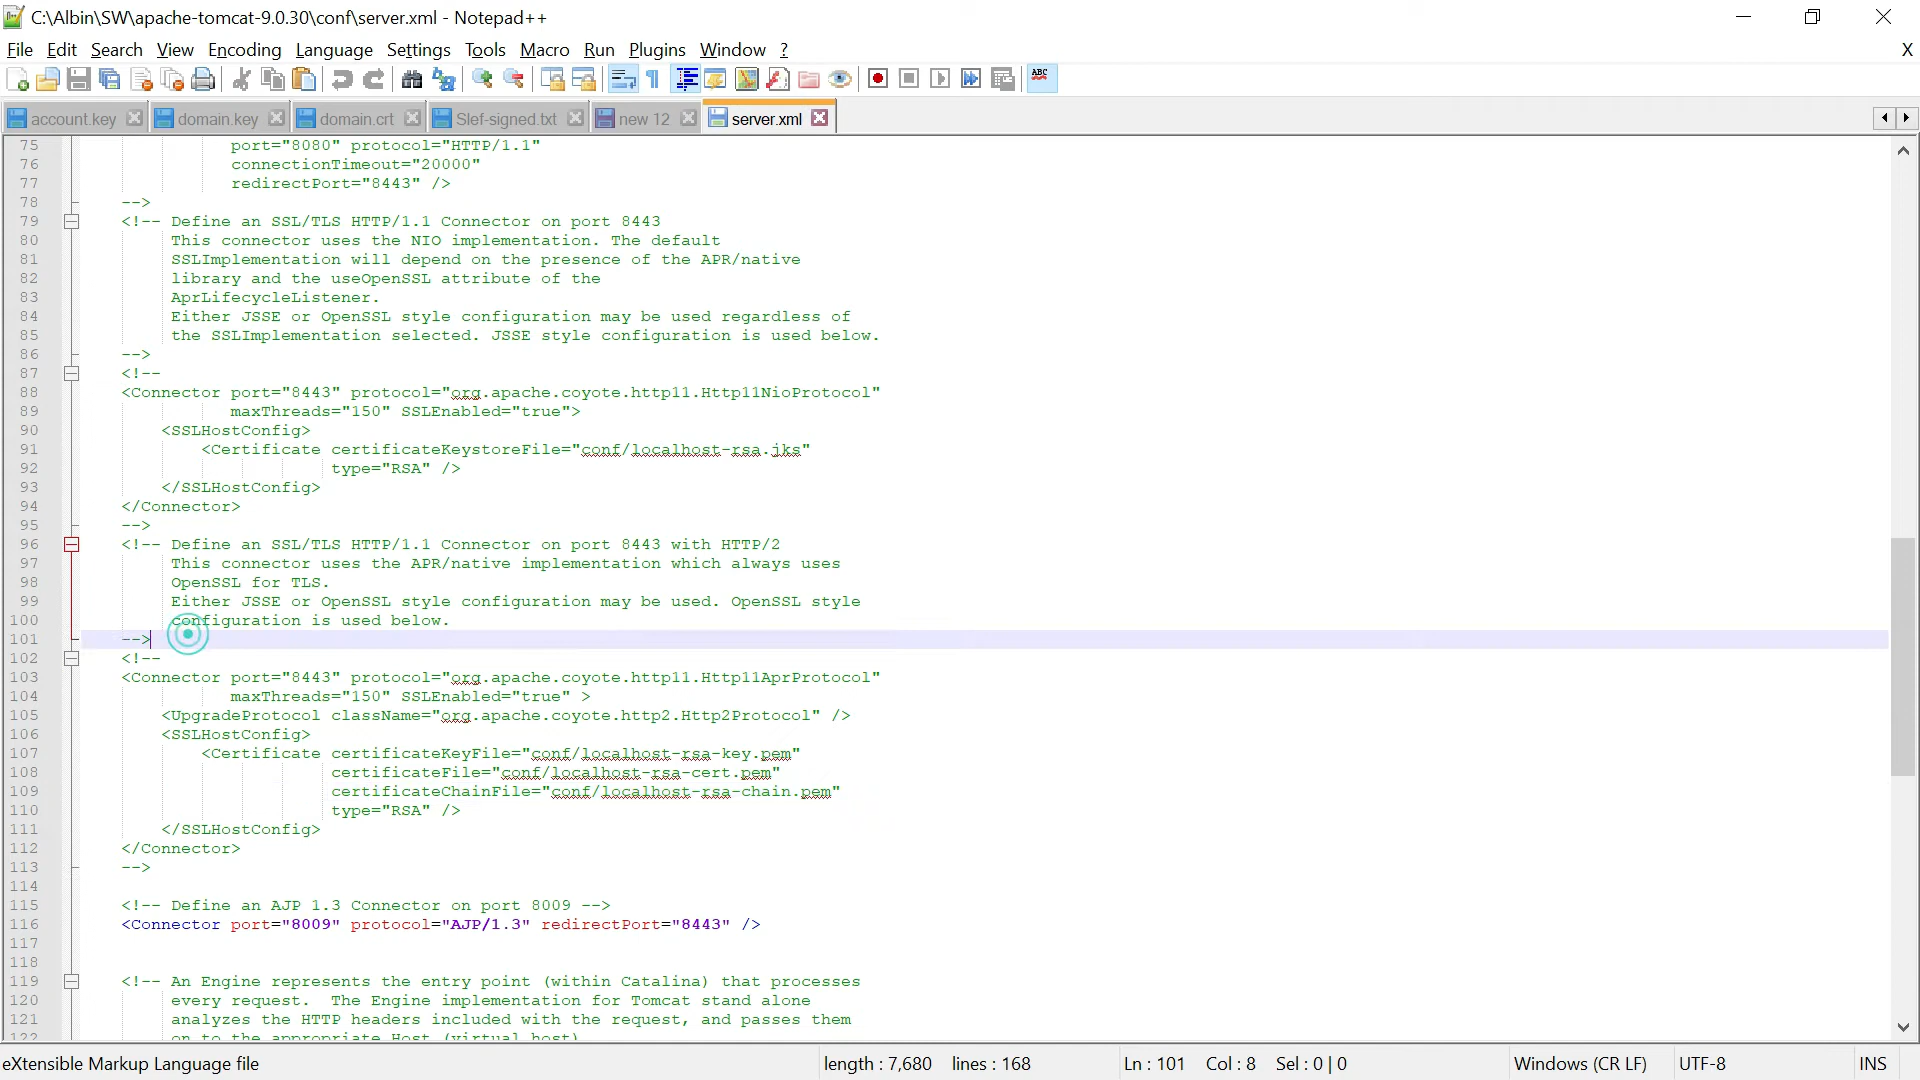 C:\Albin\SW\apache-tomcat-9.0.30\conf\server.xml - Notepad++
File Edit Search View Encoding Language Settings Tools Macro Run Plugins Window ? X
ABC
account.key domain.key domain.crt Slef-signed.txt new 12 server.xml
75 port="8080" protocol="HTTP/1.1"
76 connectionTimeout="20000"
77 redirectPort="8443" />
78 -->
79 <!-- Define an SSL/TLS HTTP/1.1 Connector on port 8443
80 This connector uses the NIO implementation. The default
81 SSLImplementation will depend on the presence of the APR/native
82 library and the useOpenSSL attribute of the
83 AprLifecycleListener.
84 Either JSSE or OpenSSL style configuration may be used regardless of
85 the SSLImplementation selected. JSSE style configuration is used below.
86 -->
87 <!--
88 <Connector port="8443" protocol="org.apache.coyote.http11.Http11NioProtocol"
89 maxThreads="150" SSLEnabled="true">
90 <SSLHostConfig>
91 <Certificate certificateKeystoreFile="conf/localhost-rsa.jks"
92 type="RSA" />
93 </SSLHostConfig>
94 </Connector>
95 -->
96 <!-- Define an SSL/TLS HTTP/1.1 Connector on port 8443 with HTTP/2
97 This connector uses the APR/native implementation which always uses
98 OpenSSL for TLS.
99 Either JSSE or OpenSSL style configuration may be used. OpenSSL style
100 configuration is used below.
101 -->
102 <!--
103 <Connector port="8443" protocol="org.apache.coyote.http11.Http11AprProtocol"
104 maxThreads="150" SSLEnabled="true" >
105 <UpgradeProtocol className="org.apache.coyote.http2.Http2Protocol" />
106 <SSLHostConfig>
107 <Certificate certificateKeyFile="conf/localhost-rsa-key.pem"
108 certificateFile="conf/localhost-rsa-cert.pem"
109 certificateChainFile="conf/localhost-rsa-chain.pem"
110 type="RSA" />
111 </SSLHostConfig>
112 </Connector>
113 -->
114
115 <!-- Define an AJP 1.3 Connector on port 8009 -->
116 <Connector port="8009" protocol="AJP/1.3" redirectPort="8443" />
117
118
119 <!-- An Engine represents the entry point (within Catalina) that processes
120 every request. The Engine implementation for Tomcat stand alone
121 analyzes the HTTP headers included with the request, and passes them
122 on to the appropriate Host (virtual host).
eXtensible Markup Language file length : 7,680 lines : 168 Ln : 101 Col : 8 Sel : 0 | 0 Windows (CR LF) UTF-8 INS